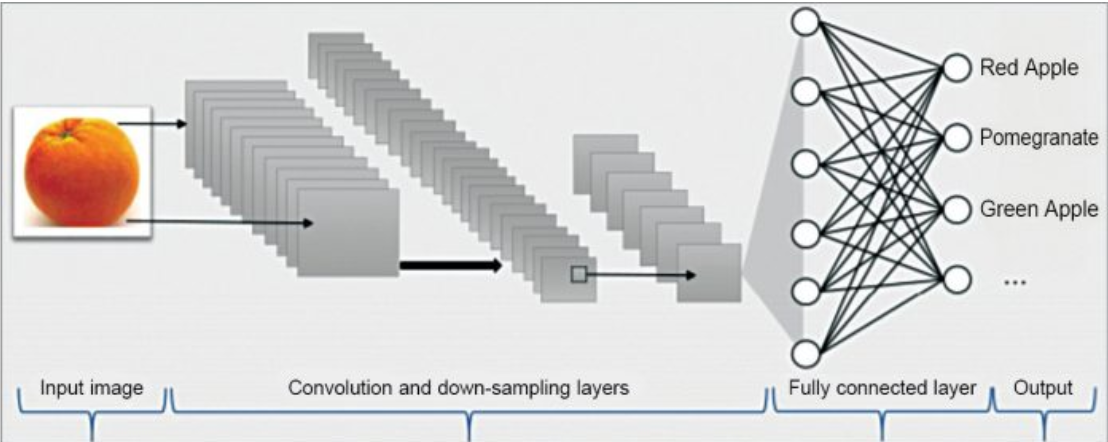 Red Apple
Pomegranate
Green Apple
...
Input image
Convolution and down-sampling layers
Fully connected layer
Output